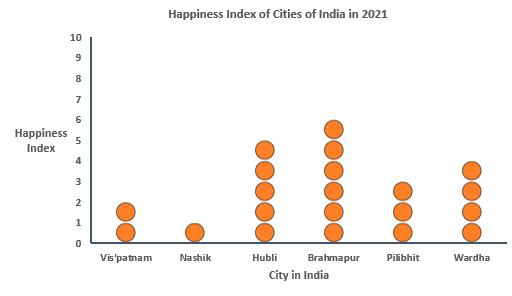 Happiness Index of Cities of India in 2021
10
9
8
7
6
5
4
3
2
1
0
Happiness
Index
Vis'patnam Nashik Hubli Brahmapur Pilibhit Wardha
City in India